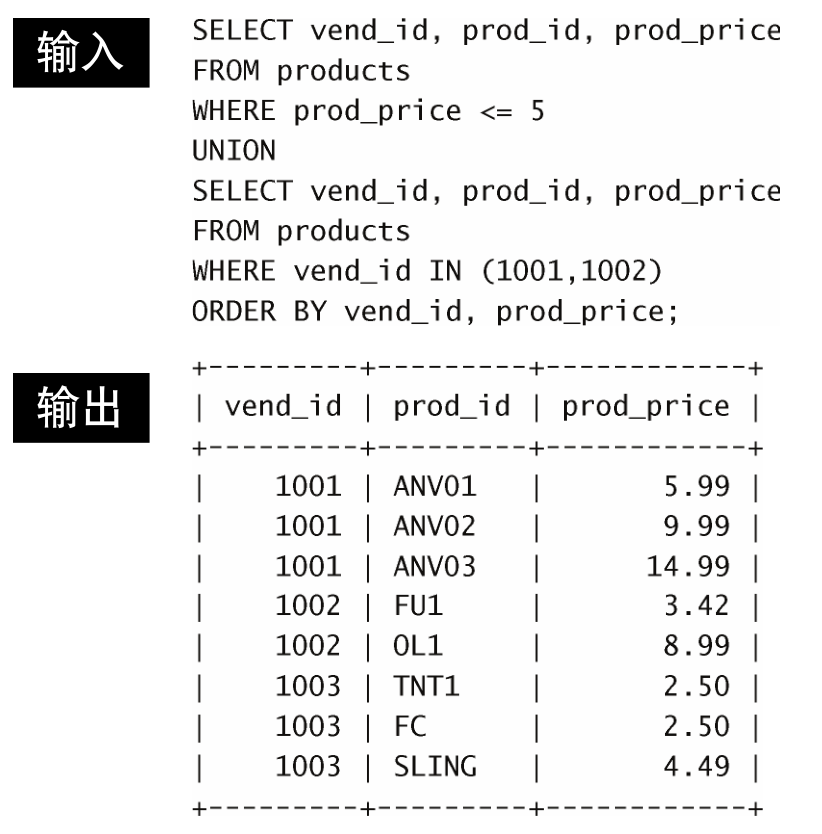 输入
SELECT vend_id, prod_id, prod_price
FROM products
WHERE prod_price <= 5
UNION
SELECT vend_id, prod_id, prod_price
FROM products
WHERE vend_id IN (1001,1002)
ORDER BY vend_id, prod_price;
输出
+---------+---------+------------+
| vend_id | prod_id | prod_price |
+---------+---------+------------+
|    1001 | ANV01   |       5.99 |
|    1001 | ANV02   |       9.99 |
|    1001 | ANV03   |      14.99 |
|    1002 | FU1     |       3.42 |
|    1002 | OL1     |       8.99 |
|    1003 | TNT1    |       2.50 |
|    1003 | FC      |       2.50 |
|    1003 | SLING   |       4.49 |
+---------+---------+------------+